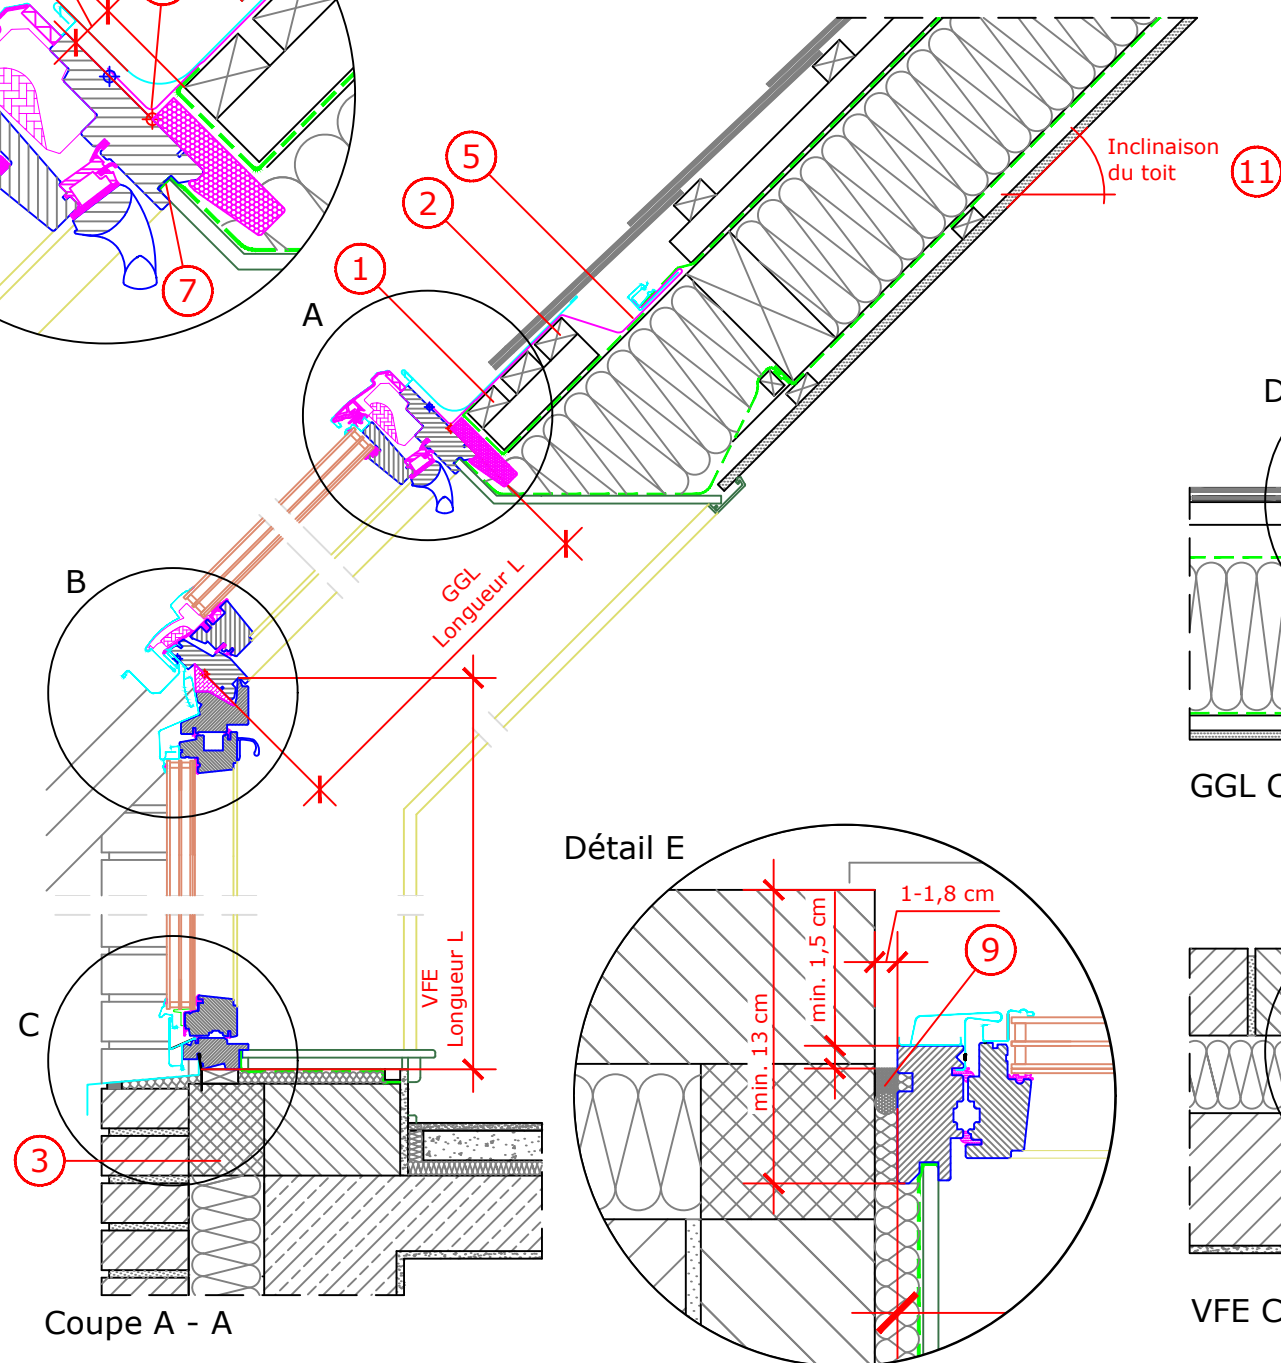 7
5
2
1
A
Inclinaison
du toit
11
D
B
GGL
Longueur L
GGL C
Détail E
1-1,8 cm
9
min. 1,5 cm
min. 13 cm
VFE
Longueur L
C
3
Coupe A - A
VFE C